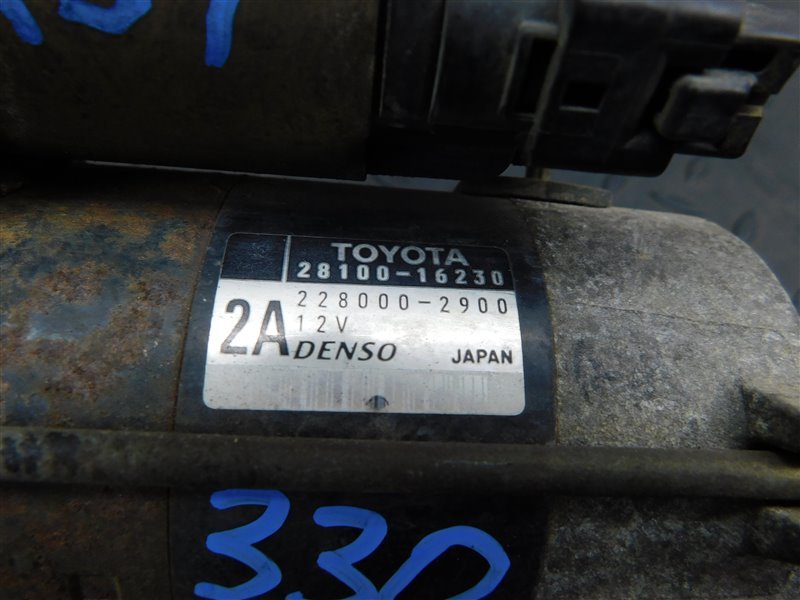 TOYOTA
28100-16230
228000-2900
12V
2A DENSO JAPAN
330